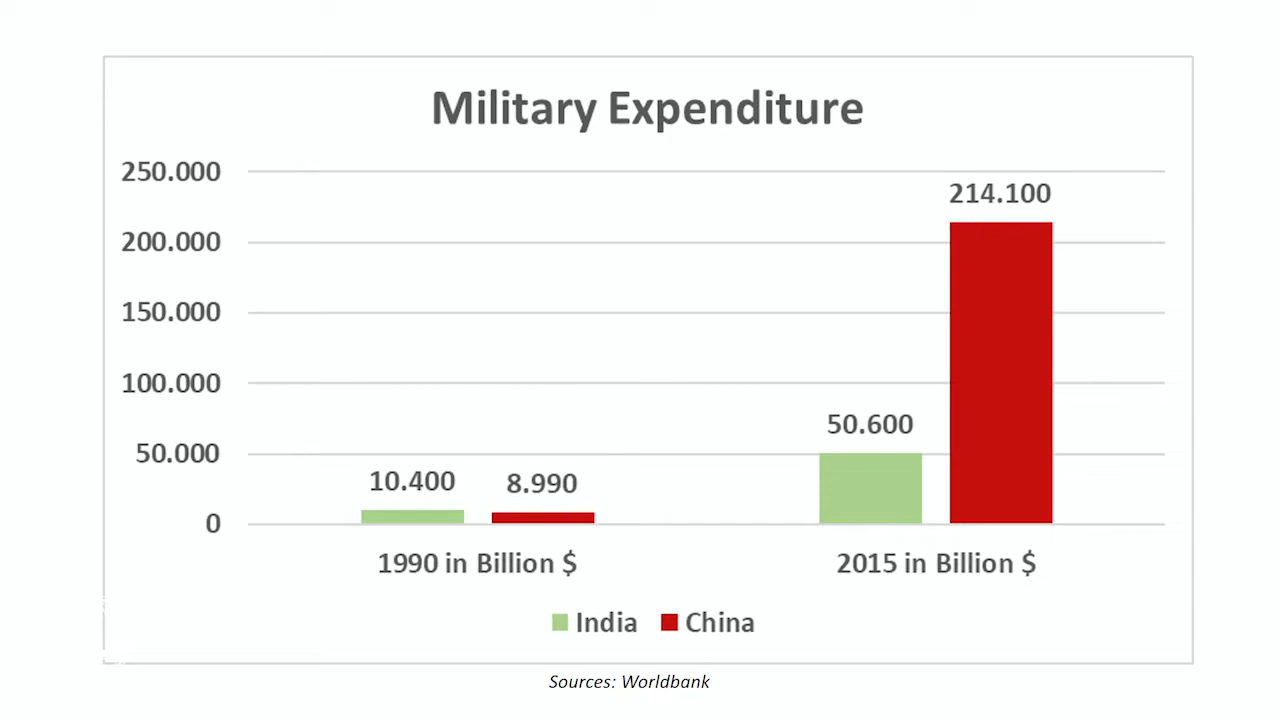 Military Expenditure
250.000
214.100
200.000
150.000
100.000
50.600
50.000
10.400
8.990
0
1990 in Billion $
2015 in Billion $
India
China
Sources: Worldbank